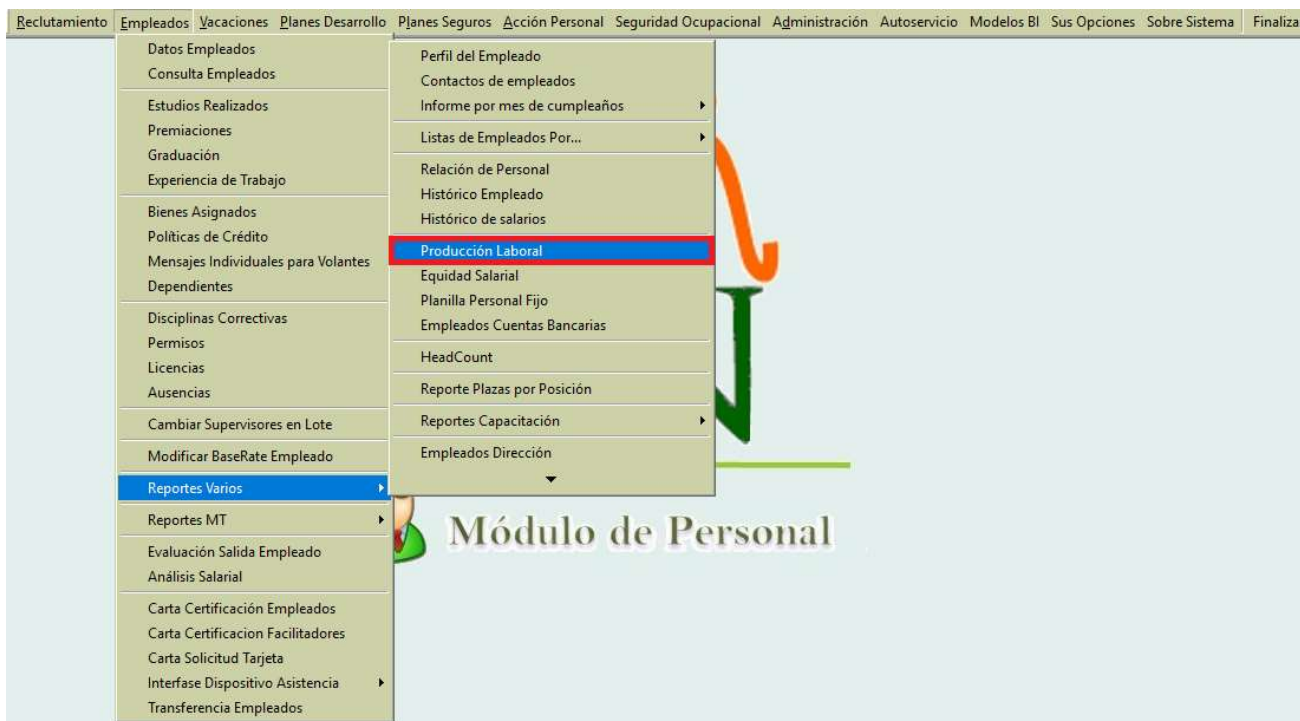 Reclutamiento Empleados Vacaciones Planes Desarrollo Planes Seguros Acción Personal Seguridad Ocupacional Administración Autoservicio Modelos BI Sus Opciones Sobre Sistema Finaliza
Datos Empleados
Consulta Empleados
Estudios Realizados
Premiaciones
Graduación
Experiencia de Trabajo
Bienes Asignados
Políticas de Crédito
Mensajes Individuales para Volantes
Dependientes
Disciplinas Correctivas
Permisos
Licencias
Ausencias
Cambiar Supervisores en Lote
Modificar BaseRate Empleado
Reportes Varios
Reportes MT
Evaluación Salida Empleado
Análisis Salarial
Carta Certificación Empleados
Carta Certificacion Facilitadores
Carta Solicitud Tarjeta
Interfase Dispositivo Asistencia
Transferencia Empleados
Perfil del Empleado
Contactos de empleados
Informe por mes de cumpleaños
Listas de Empleados Por...
Relación de Personal
Histórico Empleado
Histórico de salarios
Producción Laboral
Equidad Salarial
Planilla Personal Fijo
Empleados Cuentas Bancarias
HeadCount
Reporte Plazas por Posición
Reportes Capacitación
Empleados Dirección
Módulo de Personal